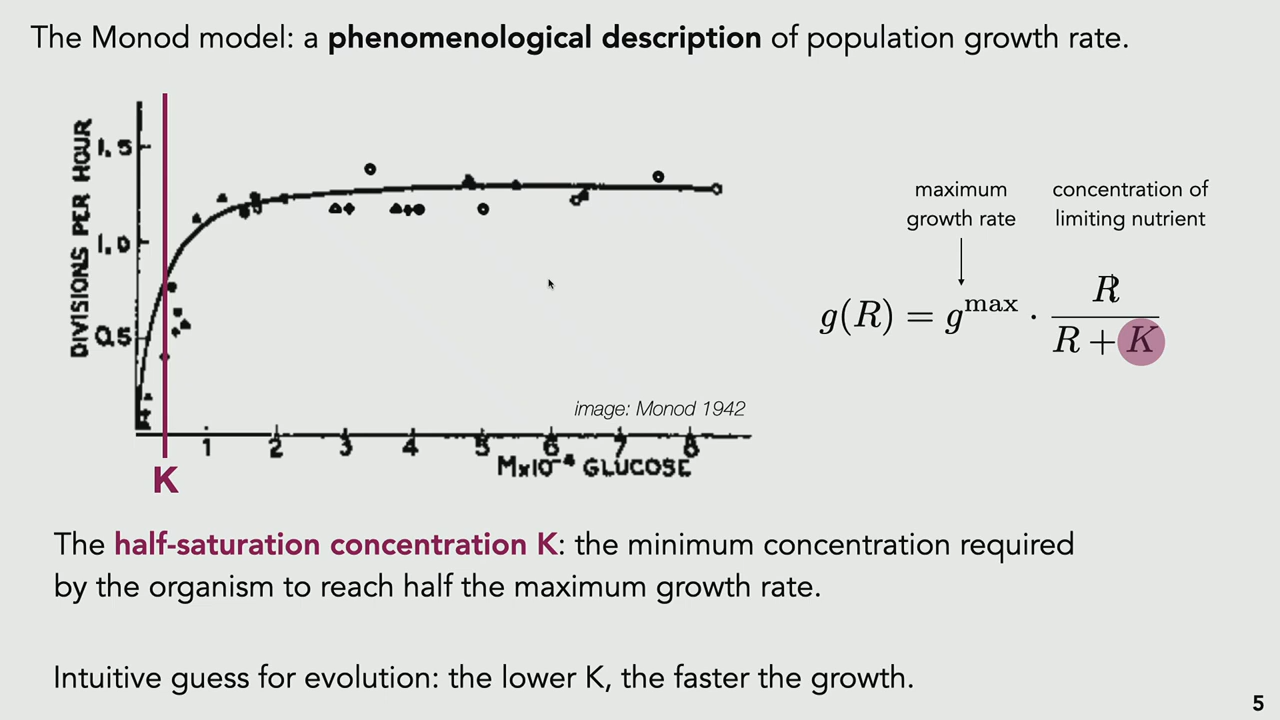 The Monod model: a phenomenological description of population growth rate.
DIVISIONS PER HOUR
1.5
1.0
0.5
1 2 3 4 5 6 7 8
M×10⁻⁴ GLUCOSE
image: Monod 1942
K
maximum
growth rate
concentration of
limiting nutrient
g(R) = g^max · R / (R + K)
The half-saturation concentration K: the minimum concentration required
by the organism to reach half the maximum growth rate.
Intuitive guess for evolution: the lower K, the faster the growth.
5